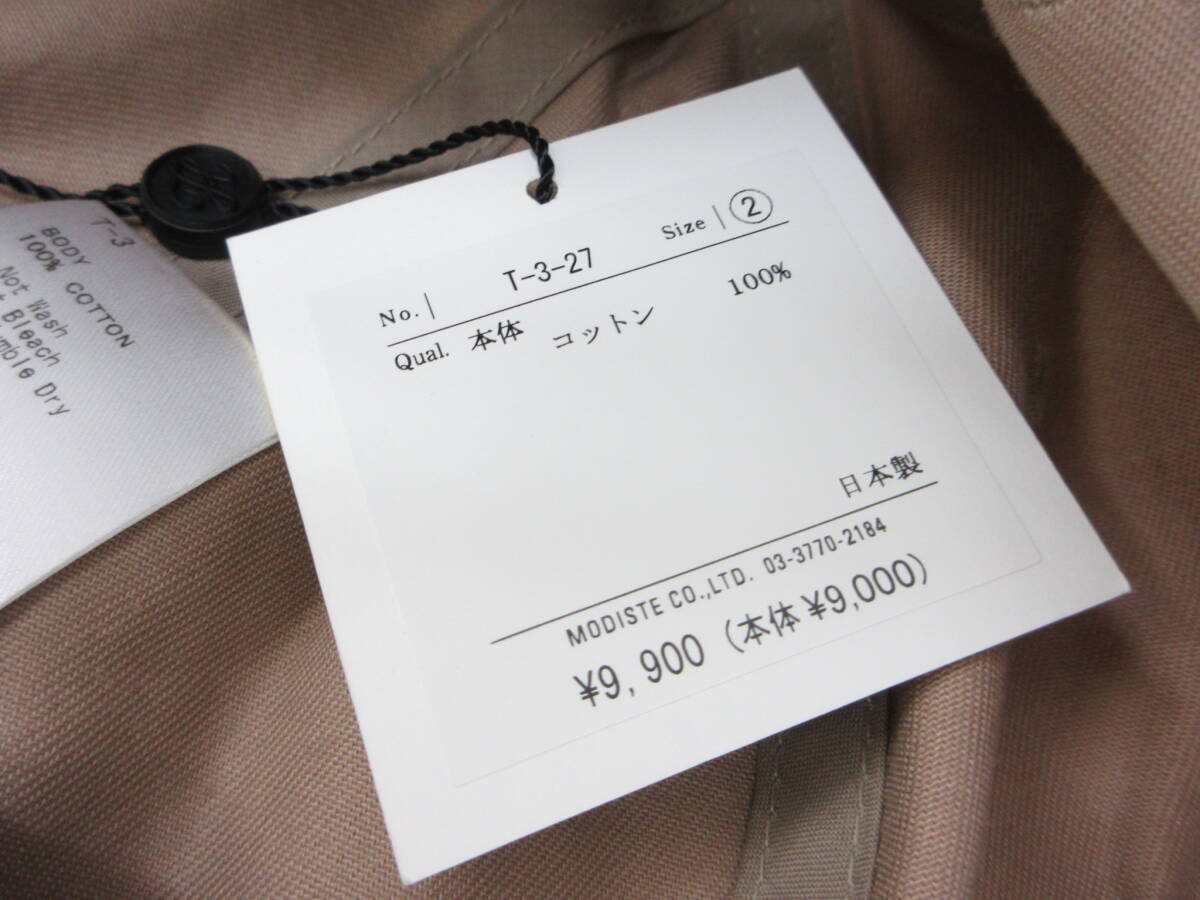 No. | T-3-27 Size | ②
Qual. 本体 コットン 100%
日本製
MODISTE CO.,LTD. 03-3770-2184
¥9,900 (本体 ¥9,000)
T-3
BODY
100% COTTON
Not Wash
Bleach
Dry